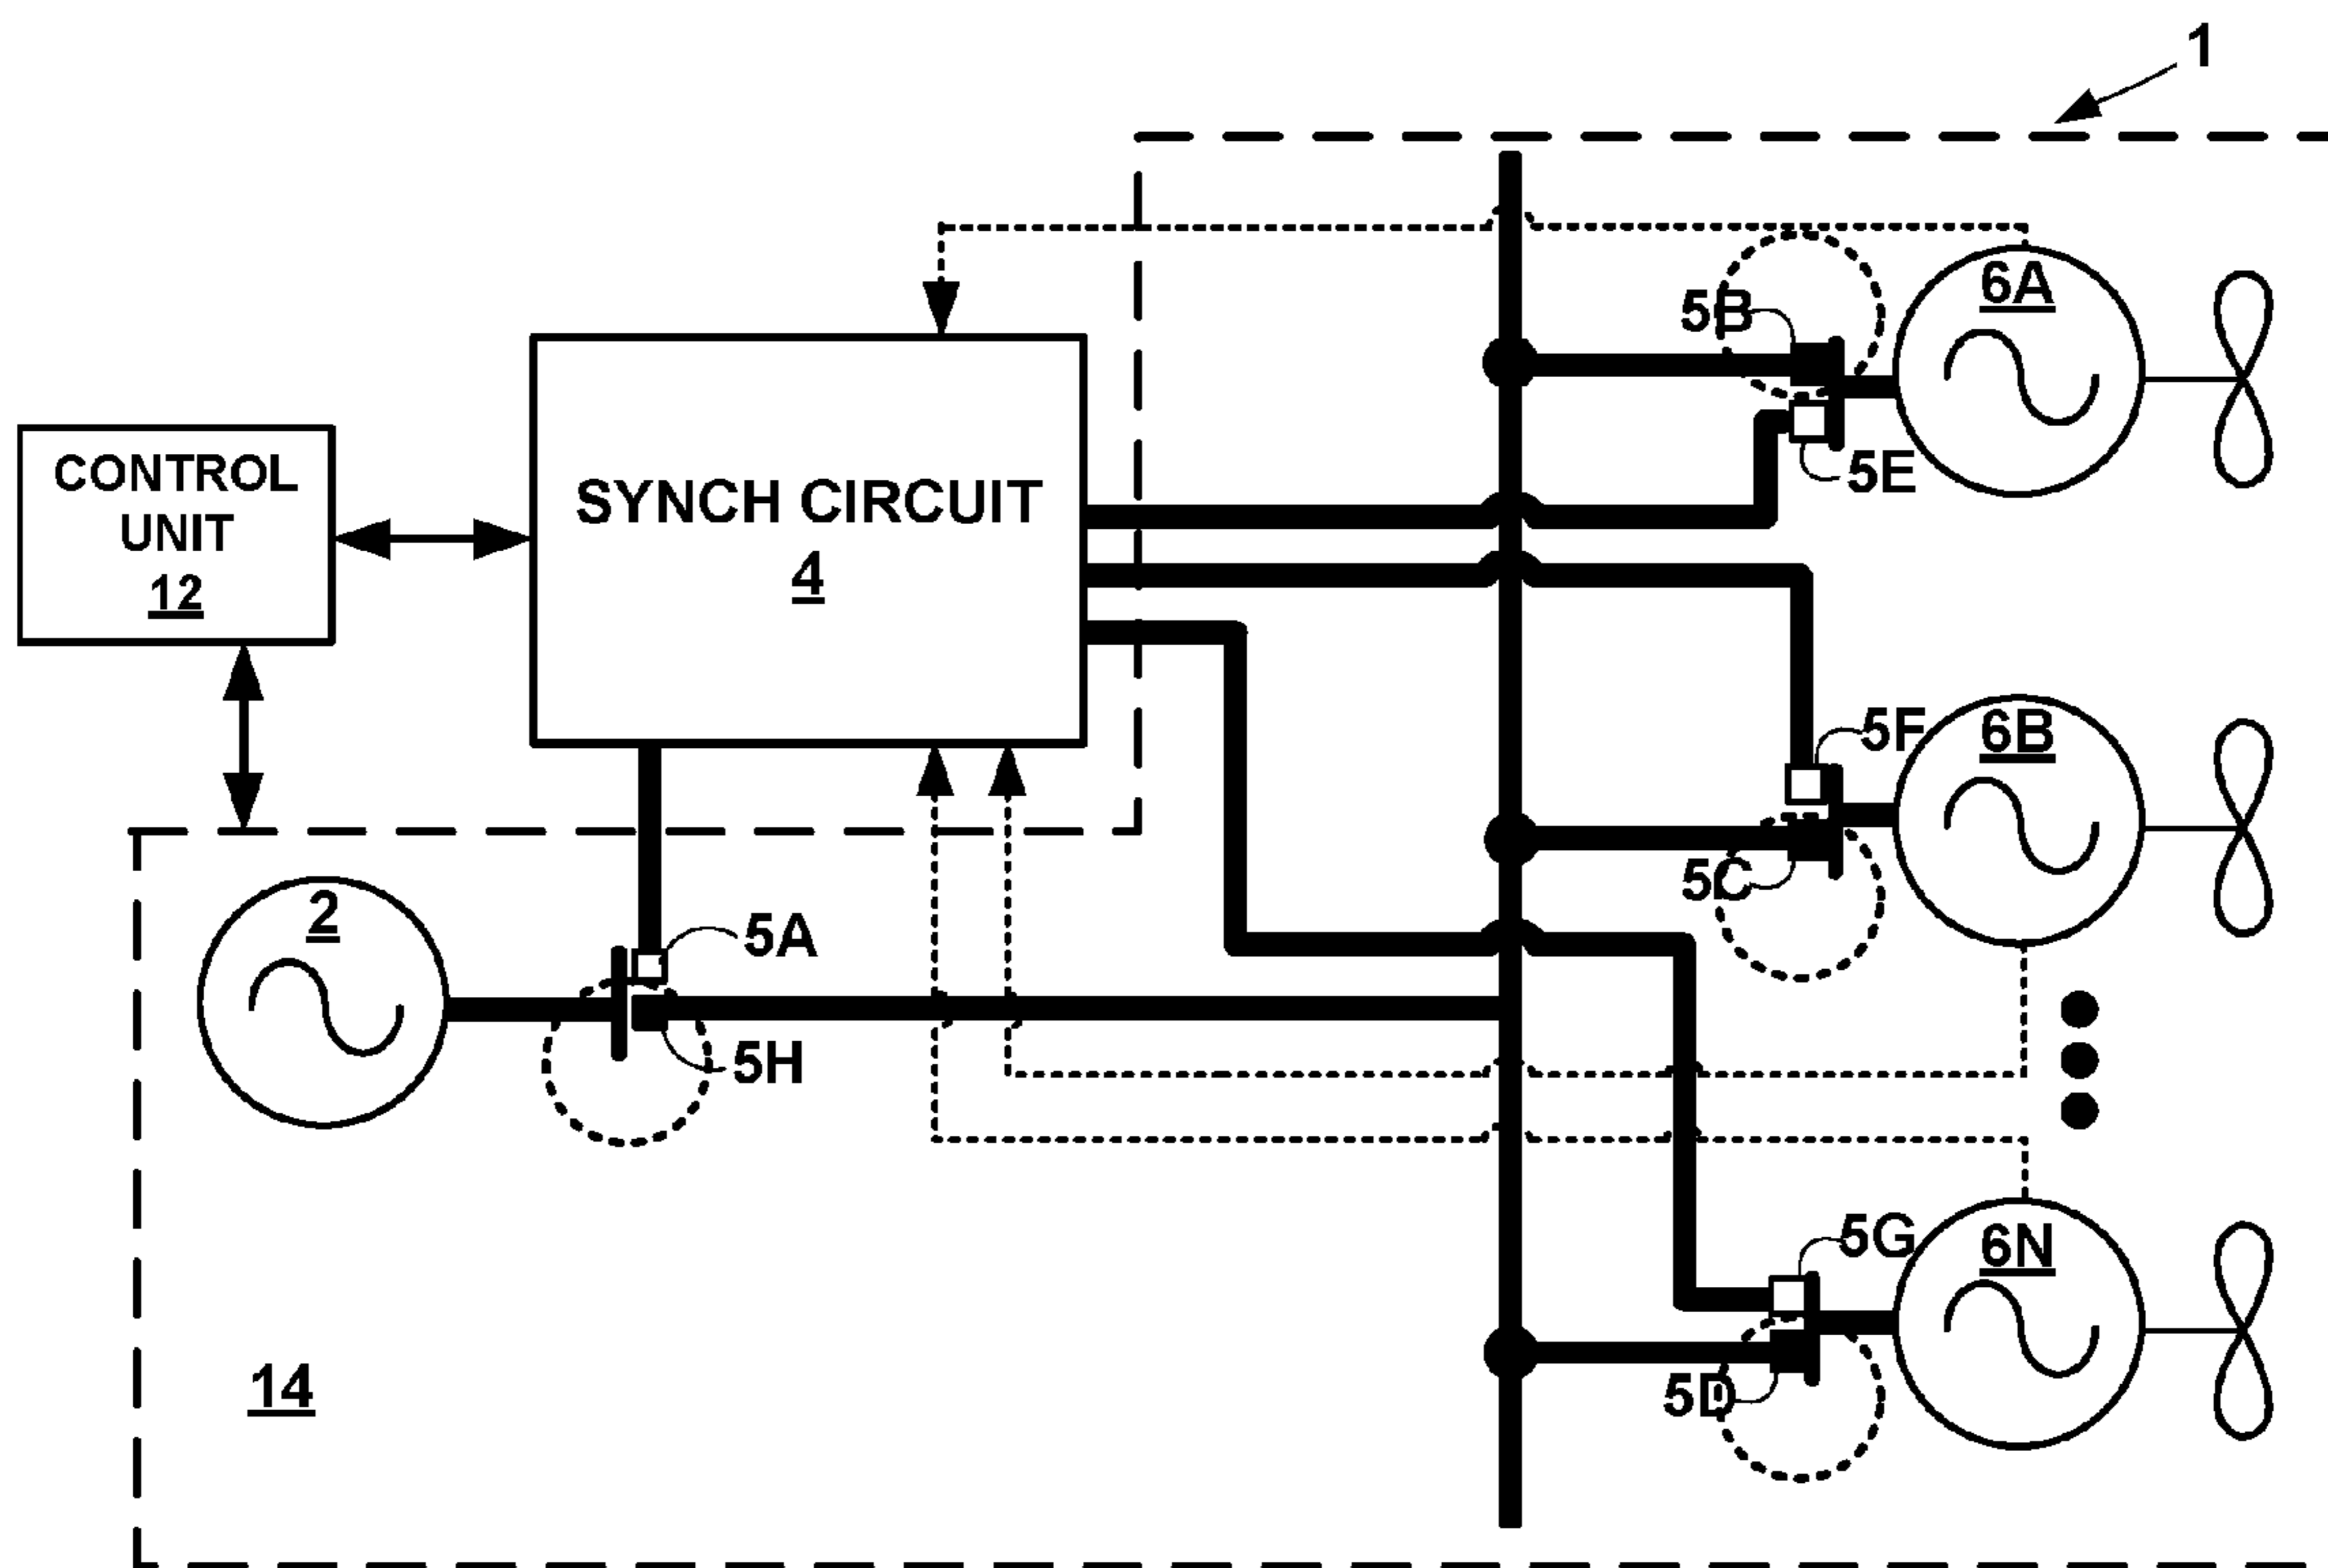 1
6A
5B
5E
CONTROL
UNIT
12
SYNCH CIRCUIT
4
5F
6B
5C
2
5A
5H
5G
6N
5D
14